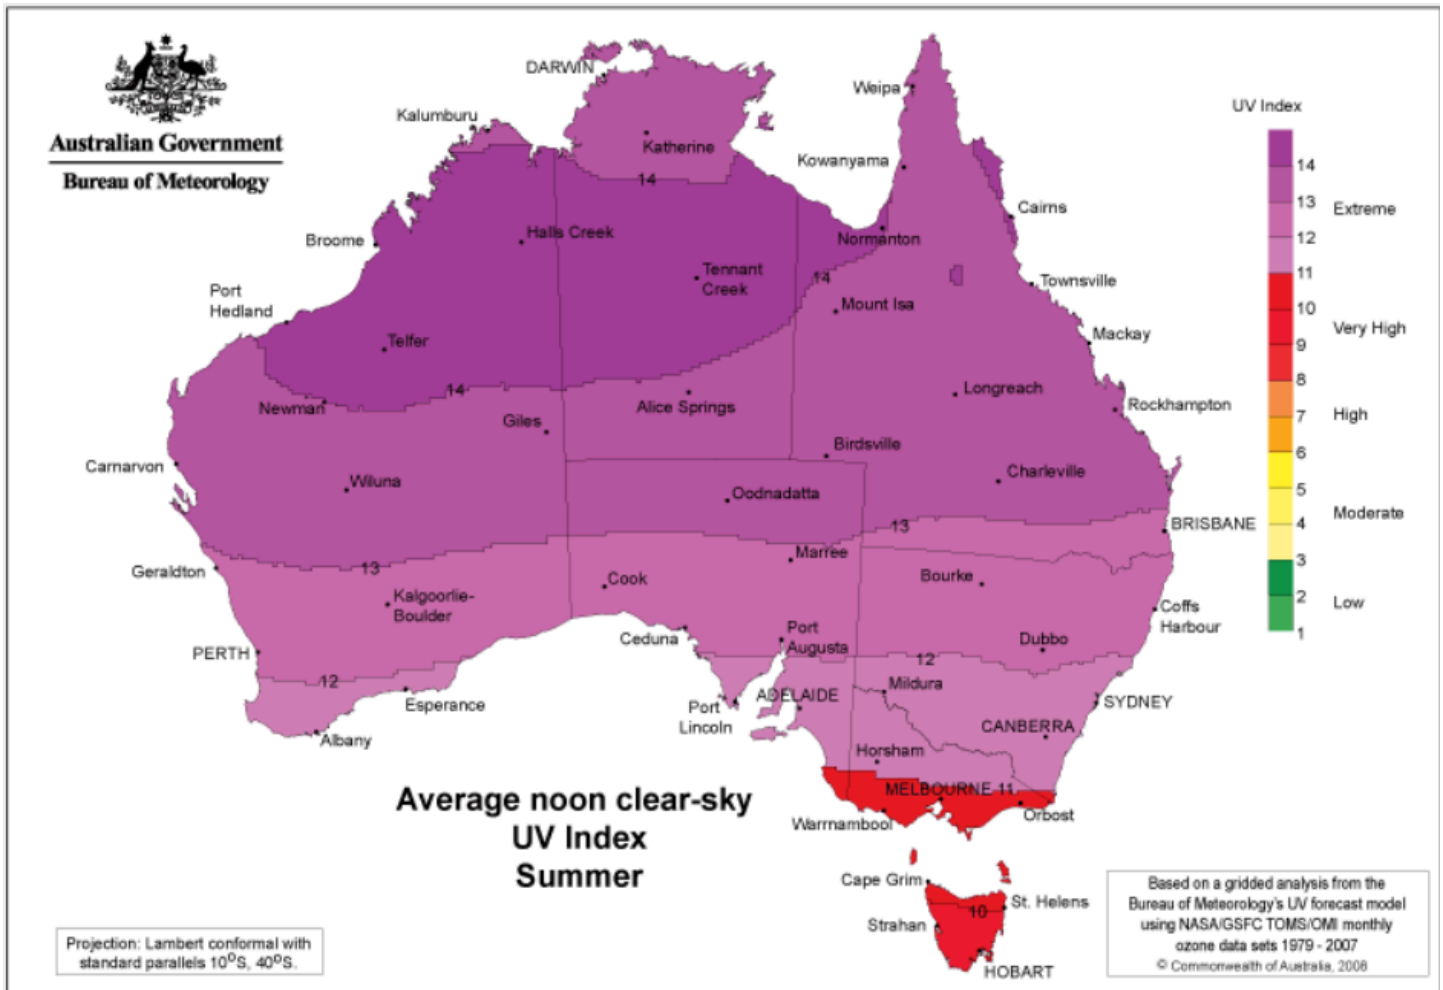 Australian Government
Bureau of Meteorology
DARWIN
Kalumburu
Katherine
14
Weipa
Kowanyama
Cairns
Broome
Halls Creek
Normanton
Tennant
Creek
14
Townsville
Port
Hedland
Mount Isa
Telfer
Mackay
14
Newman
Alice Springs
Longreach
Rockhampton
Giles
Birdsville
Carnarvon
Wiluna
Oodnadatta
Charleville
13
BRISBANE
Marree
Geraldton
13
Cook
Bourke
Kalgoorlie-
Boulder
Coffs
Harbour
Ceduna
Port
Augusta
Dubbo
PERTH
12
12
Mildura
Esperance
Port
Lincoln
ADELAIDE
SYDNEY
CANBERRA
Albany
Horsham
MELBOURNE 11
Warrnambool
Orbost
Cape Grim
10
St. Helens
Strahan
HOBART
UV Index
14
13
Extreme
12
11
10
Very High
9
8
High
7
6
5
Moderate
4
3
2
Low
1
Average noon clear-sky
UV Index
Summer
Projection: Lambert conformal with
standard parallels 10ºS, 40ºS.
Based on a gridded analysis from the
Bureau of Meteorology's UV forecast model
using NASA/GSFC TOMS/OMI monthly
ozone data sets 1979 - 2007
© Commonwealth of Australia, 2008